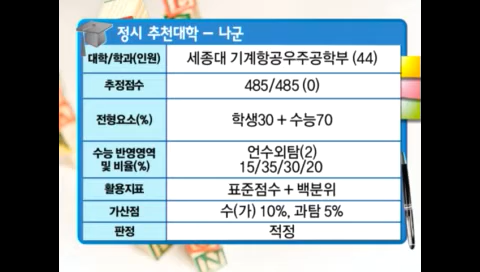 정시 추천대학 – 나군
대학/학과(인원) 세종대 기계항공우주공학부 (44)
추정점수 485/485 (0)
전형요소(%) 학생30 + 수능70
수능 반영영역 언수외탐(2)
및 비율(%) 15/35/30/20
활용지표 표준점수 + 백분위
가산점 수(가) 10%, 과탐 5%
판정 적정